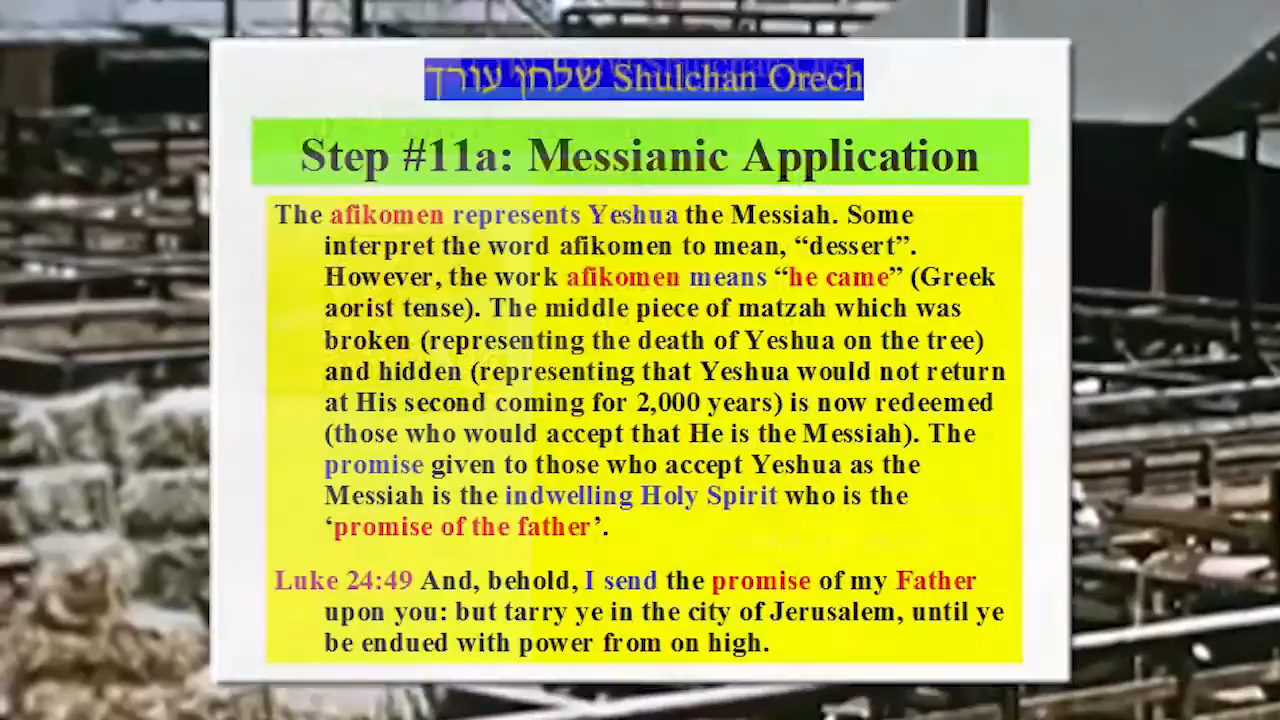 שלחן עורך Shulchan Orech
Step #11a: Messianic Application
The afikomen represents Yeshua the Messiah. Some
interpret the word afikomen to mean, “dessert”.
However, the work afikomen means “he came” (Greek
aorist tense). The middle piece of matzah which was
broken (representing the death of Yeshua on the tree)
and hidden (representing that Yeshua would not return
at His second coming for 2,000 years) is now redeemed
(those who would accept that He is the Messiah). The
promise given to those who accept Yeshua as the
Messiah is the indwelling Holy Spirit who is the
‘promise of the father’.
Luke 24:49 And, behold, I send the promise of my Father
upon you: but tarry ye in the city of Jerusalem, until ye
be endued with power from on high.